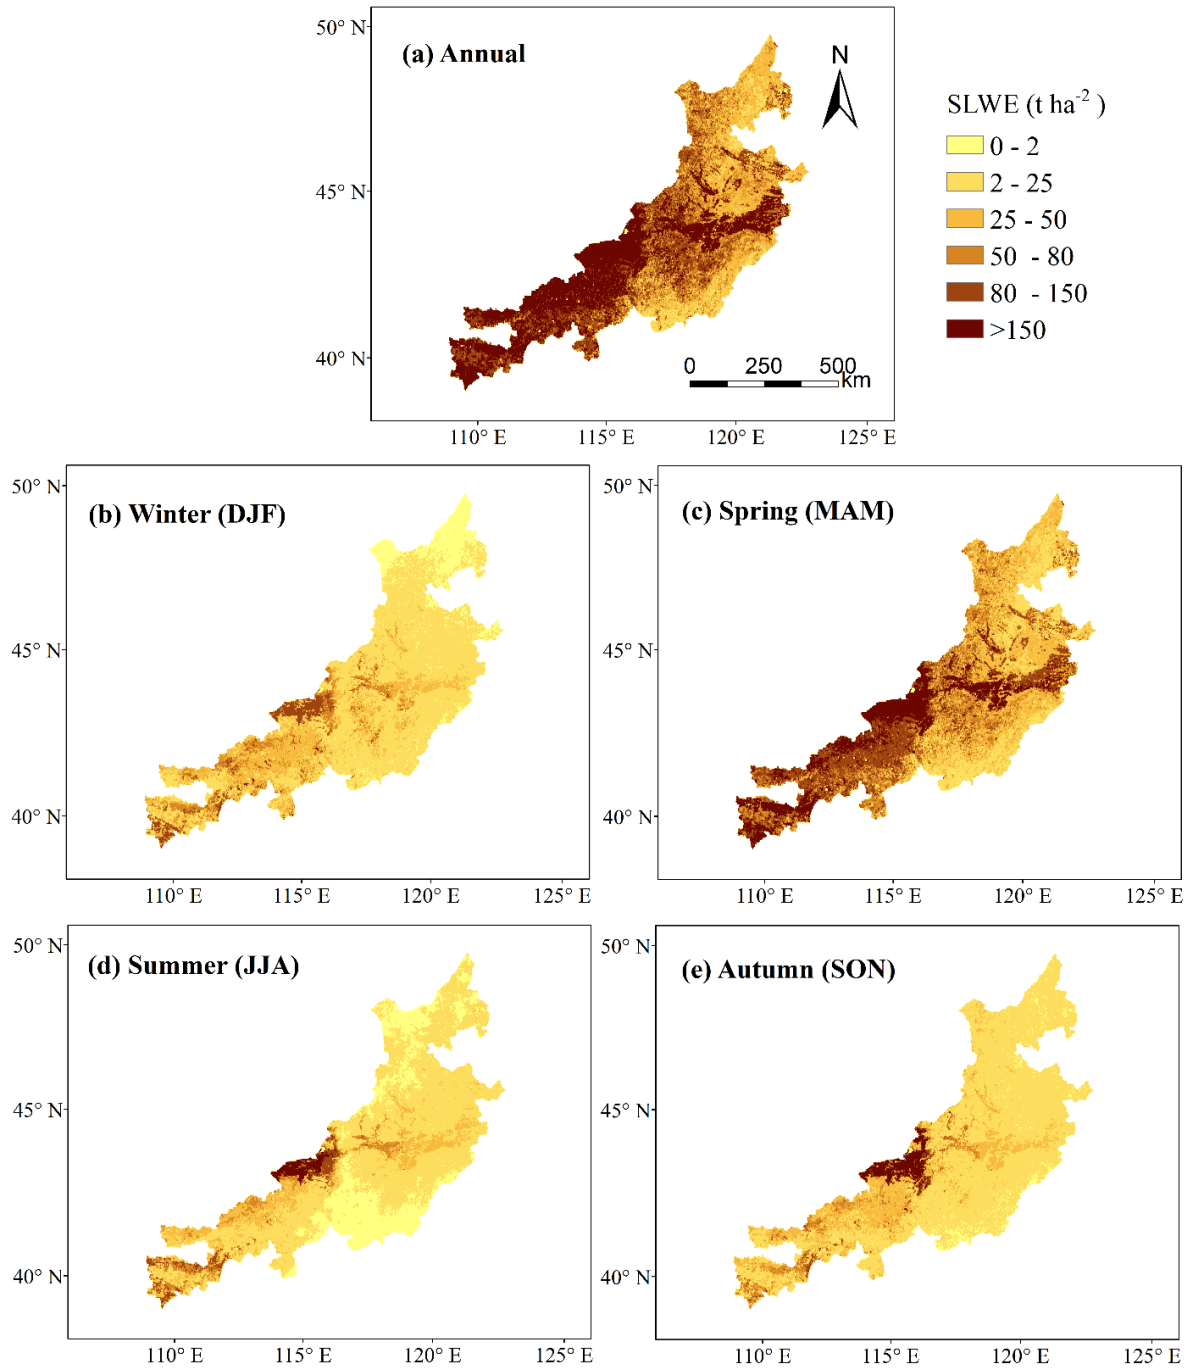 50° N
(a) Annual
N
SLWE (t ha⁻² )
0 - 2
2 - 25
45° N
25 - 50
50 - 80
80 - 150
>150
40° N
0 250 500
km
110° E 115° E 120° E 125° E
50° N
(b) Winter (DJF)
45° N
40° N
110° E 115° E 120° E 125° E
50° N
(c) Spring (MAM)
45° N
40° N
110° E 115° E 120° E 125° E
50° N
(d) Summer (JJA)
45° N
40° N
110° E 115° E 120° E 125° E
50° N
(e) Autumn (SON)
45° N
40° N
110° E 115° E 120° E 125° E